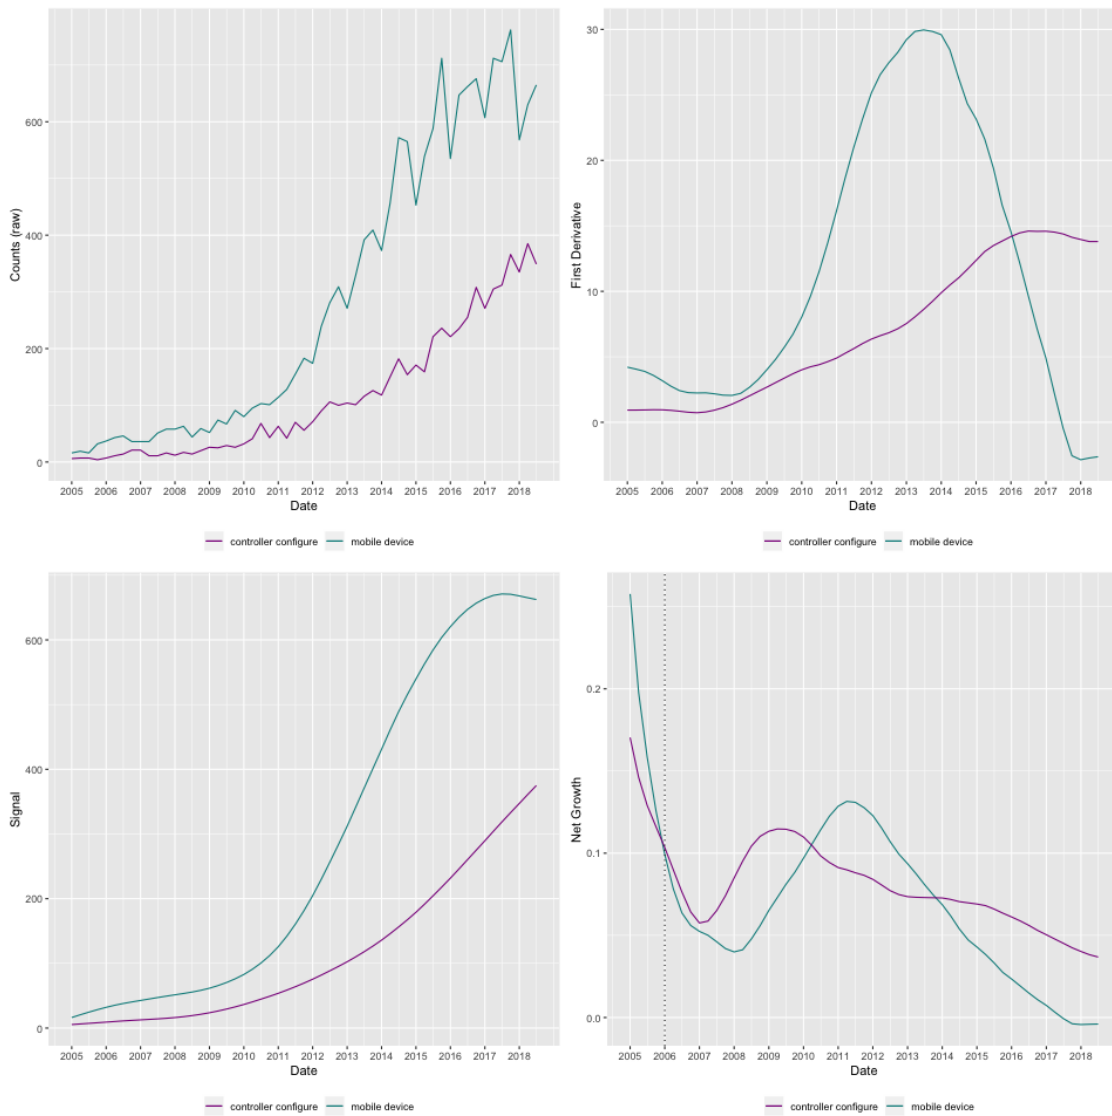 Counts (raw)
600
400
200
0
2005 2006 2007 2008 2009 2010 2011 2012 2013 2014 2015 2016 2017 2018
Date
controller configure mobile device
First Derivative
30
20
10
0
2005 2006 2007 2008 2009 2010 2011 2012 2013 2014 2015 2016 2017 2018
Date
controller configure mobile device
Signal
600
400
200
0
2005 2006 2007 2008 2009 2010 2011 2012 2013 2014 2015 2016 2017 2018
Date
controller configure mobile device
Net Growth
0.2
0.1
0.0
2005 2006 2007 2008 2009 2010 2011 2012 2013 2014 2015 2016 2017 2018
Date
controller configure mobile device